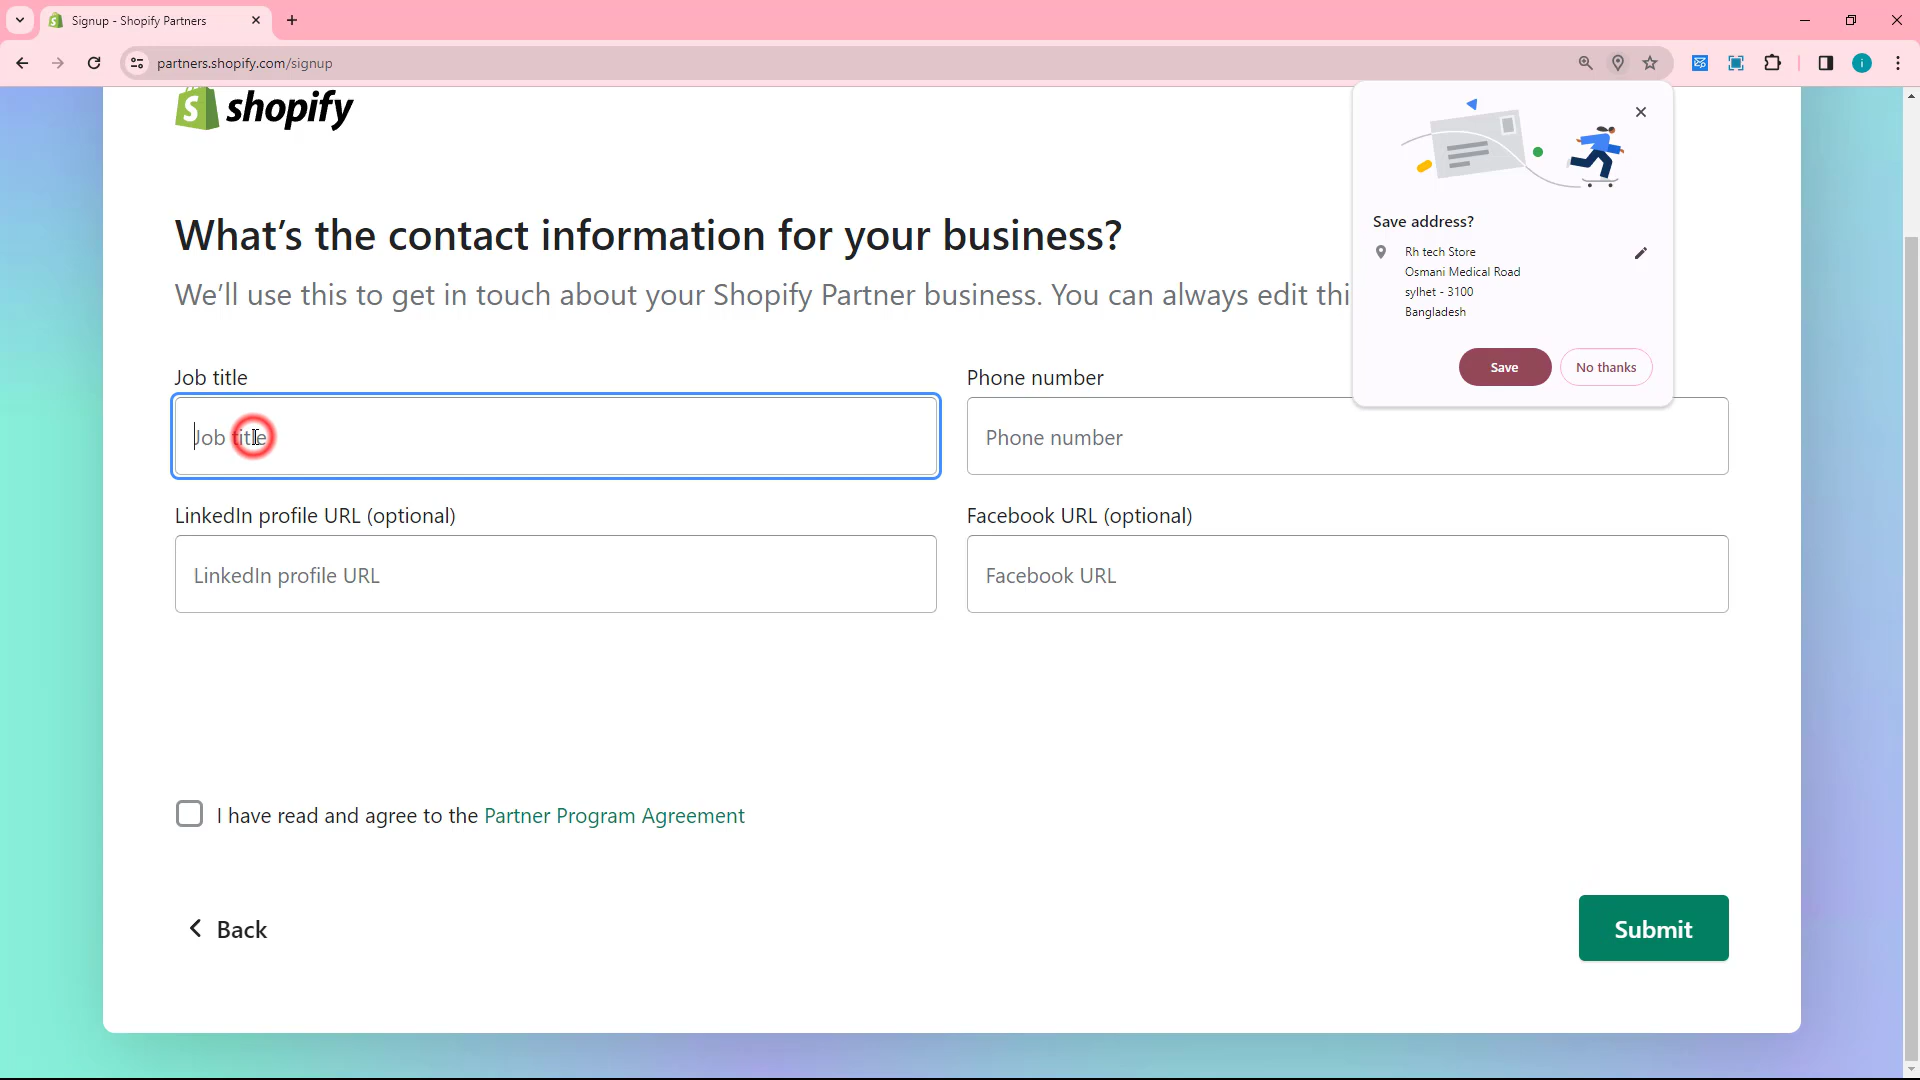 Signup - Shopify Partners
partners.shopify.com/signup
i
shopify
What's the contact information for your business?
We'll use this to get in touch about your Shopify Partner business. You can always edit thi
Save address?
Rh tech Store
Osmani Medical Road
sylhet - 3100
Bangladesh
Save
No thanks
Job title
Phone number
Job title
Phone number
LinkedIn profile URL (optional)
Facebook URL (optional)
LinkedIn profile URL
Facebook URL
I have read and agree to the Partner Program Agreement
Back
Submit